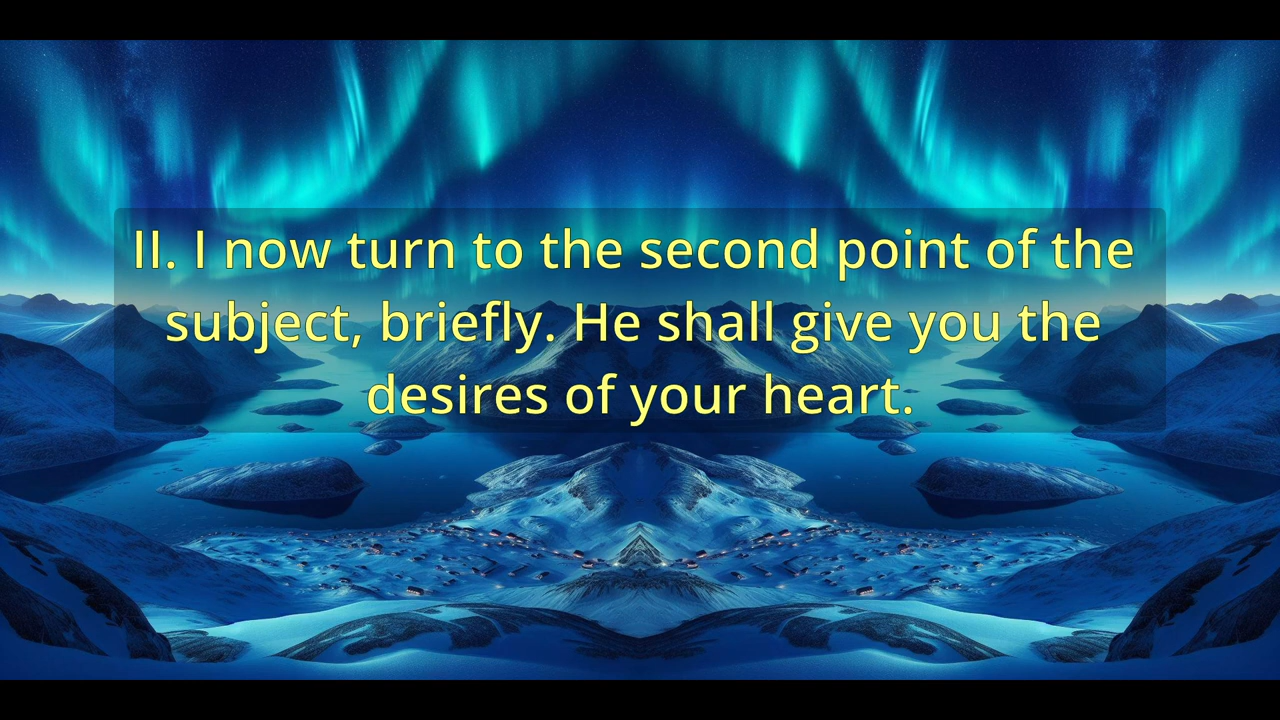 II. I now turn to the second point of the
subject, briefly. He shall give you the
desires of your heart.